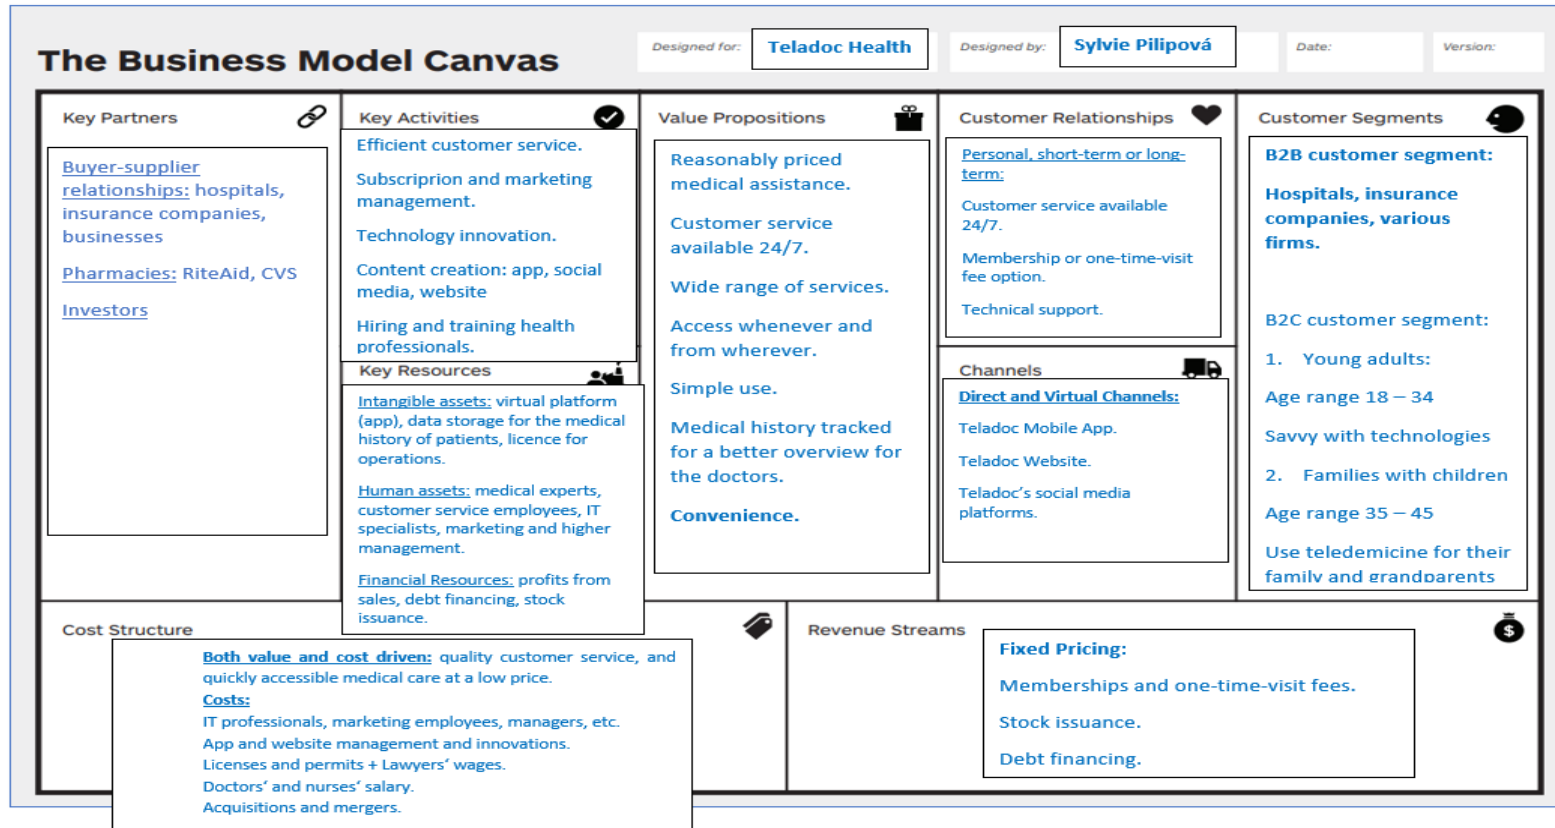 The Business Model Canvas
Designed for:
Teladoc Health
Designed by:
Sylvie Pilipová
Date:
Version:
Key Partners
Buyer-supplier
relationships: hospitals,
insurance companies,
businesses
Pharmacies: RiteAid, CVS
Investors
Key Activities
Efficient customer service.
Subscriprion and marketing
management.
Technology innovation.
Content creation: app, social
media, website
Hiring and training health
professionals.
Key Resources
Intangible assets: virtual platform
(app), data storage for the medical
history of patients, licence for
operations.
Human assets: medical experts,
customer service employees, IT
specialists, marketing and higher
management.
Financial Resources: profits from
sales, debt financing, stock
issuance.
Value Propositions
Reasonably priced
medical assistance.
Customer service
available 24/7.
Wide range of services.
Access whenever and
from wherever.
Simple use.
Medical history tracked
for a better overview for
the doctors.
Convenience.
Customer Relationships
Personal, short-term or long-
term:
Customer service available
24/7.
Membership or one-time-visit
fee option.
Technical support.
Channels
Direct and Virtual Channels:
Teladoc Mobile App.
Teladoc Website.
Teladoc's social media
platforms.
Customer Segments
B2B customer segment:
Hospitals, insurance
companies, various
firms.
B2C customer segment:
1. Young adults:
Age range 18 – 34
Savvy with technologies
2. Families with children
Age range 35 – 45
Use teledemicine for their
family and grandparents
Cost Structure
Both value and cost driven: quality customer service, and
quickly accessible medical care at a low price.
Costs:
IT professionals, marketing employees, managers, etc.
App and website management and innovations.
Licenses and permits + Lawyers‘ wages.
Doctors‘ and nurses‘ salary.
Acquisitions and mergers.
Revenue Streams
$
Fixed Pricing:
Memberships and one-time-visit fees.
Stock issuance.
Debt financing.